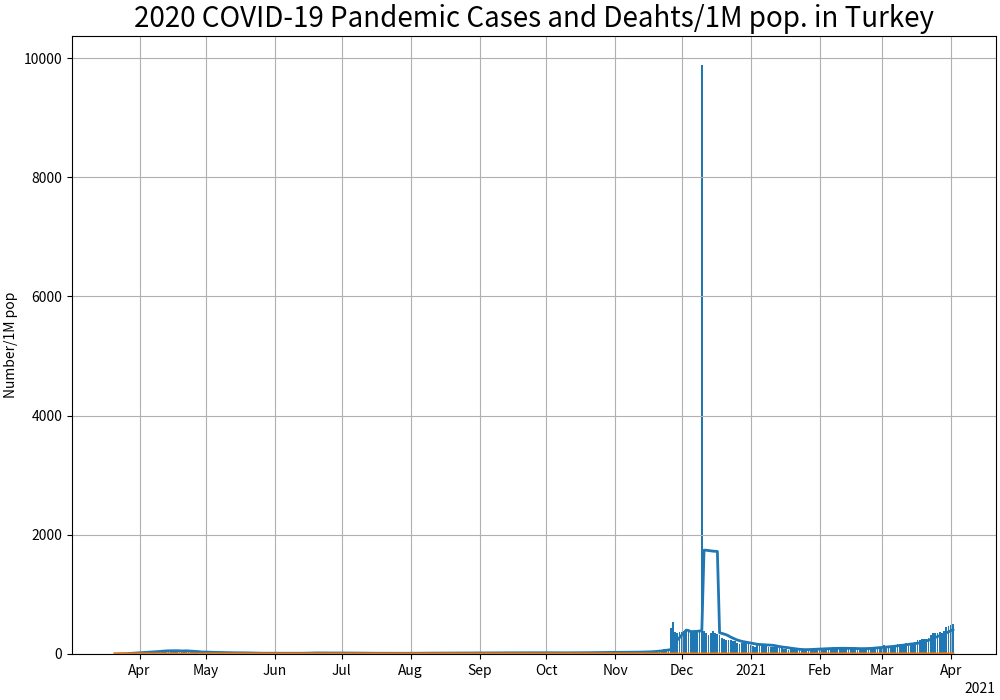 2020 COVID-19 Pandemic Cases and Deahts/1M pop. in Turkey
Number/1M pop
10000
8000
6000
4000
2000
0
Apr May Jun Jul Aug Sep Oct Nov Dec 2021 Feb Mar Apr
2021